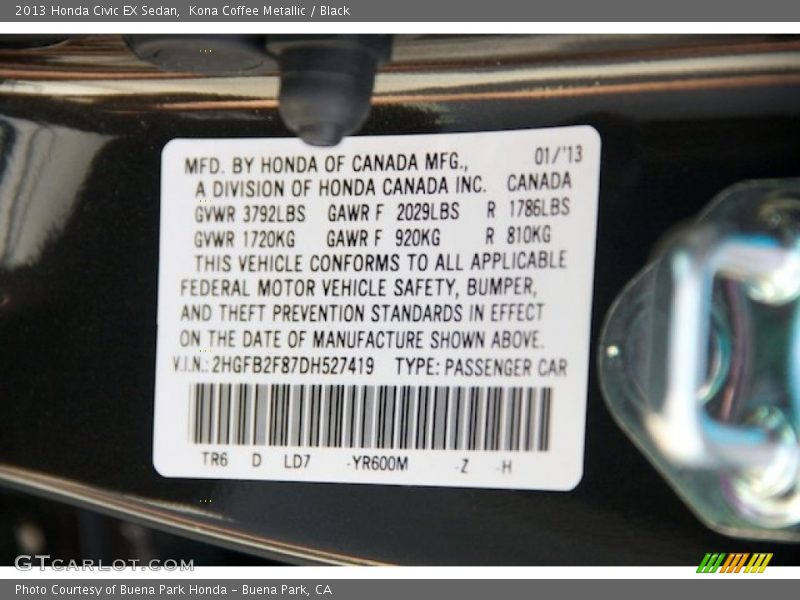 2013 Honda Civic EX Sedan,  Kona Coffee Metallic / Black
MFD. BY HONDA OF CANADA MFG., 01/'13
A DIVISION OF HONDA CANADA INC. CANADA
GVWR 3792LBS GAWR F 2029LBS R 1786LBS
GVWR 1720KG GAWR F 920KG R 810KG
THIS VEHICLE CONFORMS TO ALL APPLICABLE
FEDERAL MOTOR VEHICLE SAFETY, BUMPER,
AND THEFT PREVENTION STANDARDS IN EFFECT
ON THE DATE OF MANUFACTURE SHOWN ABOVE.
V.I.N.: 2HGFB2F87DH527419 TYPE: PASSENGER CAR
TR6 D LD7 -YR600M -Z -H
GTCARLOT.COM
Photo Courtesy of Buena Park Honda – Buena Park, CA